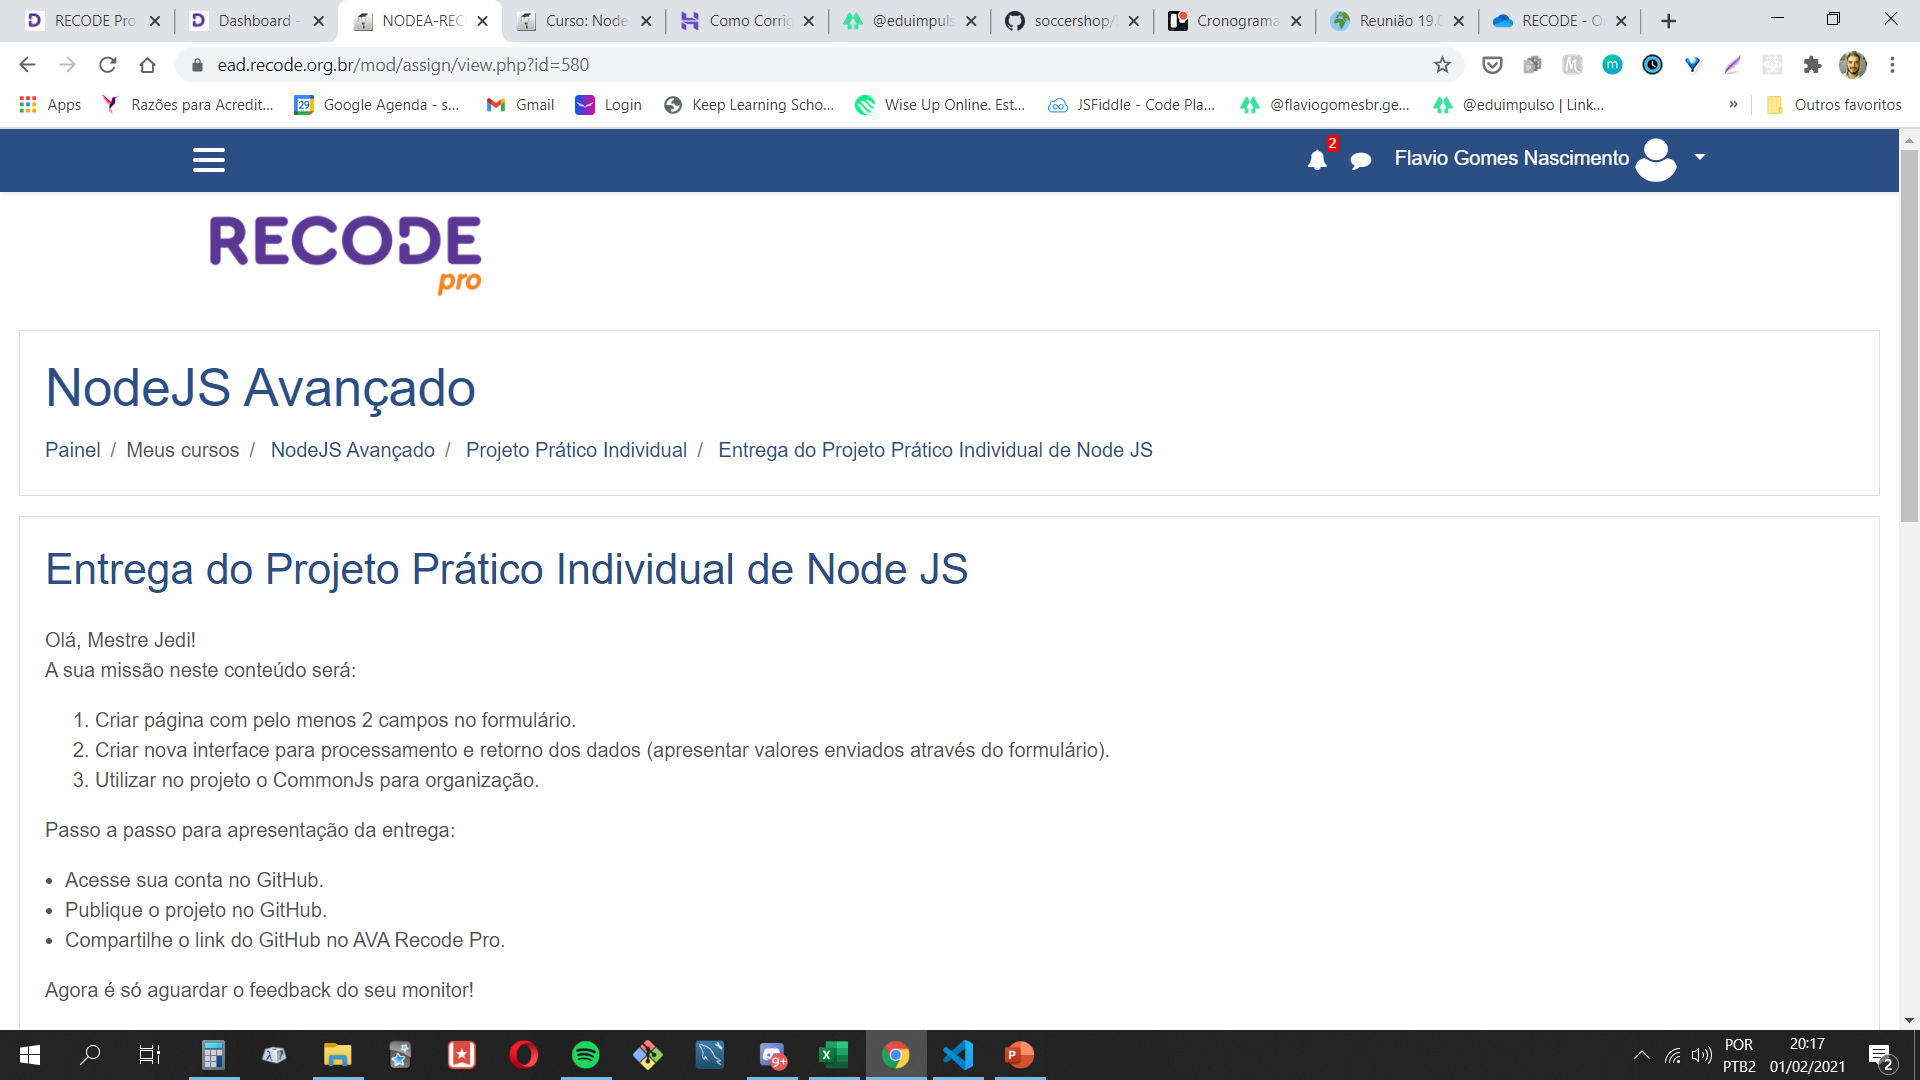 RECODE Pro
Dashboard -
NODEA-REC
Curso: Node
Como Corrig
@eduimpuls
soccershop/
Cronograma
Reunião 19.0
RECODE - O
ead.recode.org.br/mod/assign/view.php?id=580
Apps
Razões para Acredit...
29
Google Agenda - s...
Gmail
Login
Keep Learning Scho...
Wise Up Online. Est...
JSFiddle - Code Pla...
@flaviogomesbr.ge...
@eduimpulso | Link...
»
Outros favoritos
2
Flavio Gomes Nascimento
RECODE
pro
NodeJS Avançado
Painel / Meus cursos / NodeJS Avançado / Projeto Prático Individual / Entrega do Projeto Prático Individual de Node JS
Entrega do Projeto Prático Individual de Node JS
Olá, Mestre Jedi!
A sua missão neste conteúdo será:
1. Criar página com pelo menos 2 campos no formulário.
2. Criar nova interface para processamento e retorno dos dados (apresentar valores enviados através do formulário).
3. Utilizar no projeto o CommonJs para organização.
Passo a passo para apresentação da entrega:
• Acesse sua conta no GitHub.
• Publique o projeto no GitHub.
• Compartilhe o link do GitHub no AVA Recode Pro.
Agora é só aguardar o feedback do seu monitor!
9+
POR
PTB2
20:17
01/02/2021
2